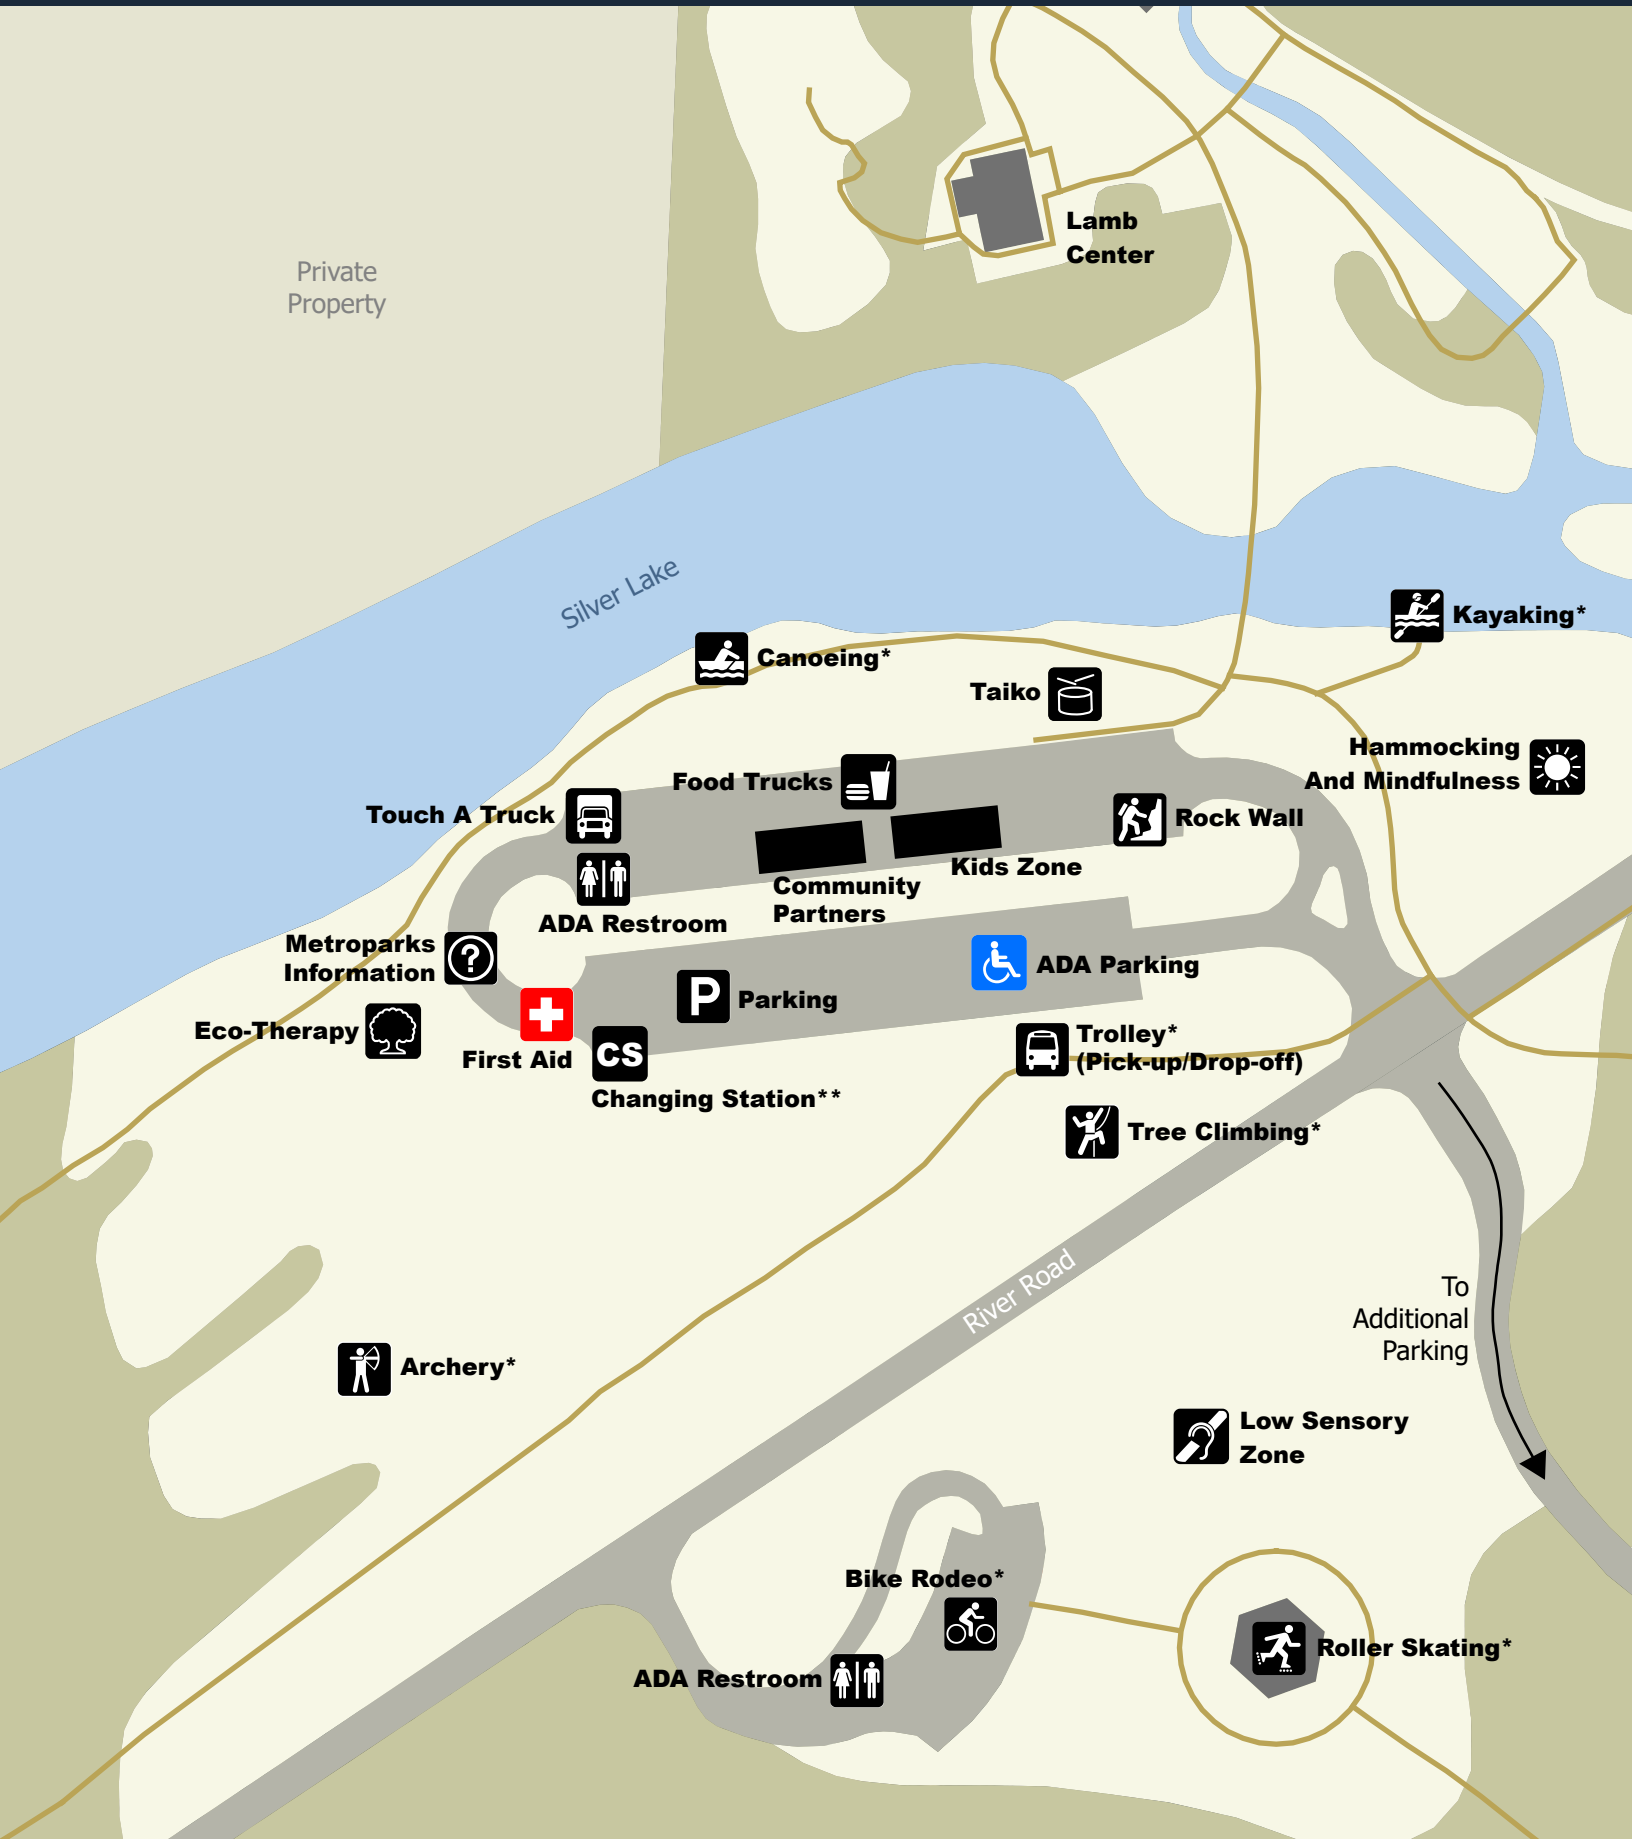 Lamb
Center
Private
Property
Silver Lake
Kayaking*
Canoeing*
Taiko
Hammocking
And Mindfulness
Food Trucks
Touch A Truck
Rock Wall
Kids Zone
Community
Partners
ADA Restroom
Metroparks
Information
?
ADA Parking
P
Parking
Eco-Therapy
First Aid
CS
Changing Station**
Trolley*
(Pick-up/Drop-off)
Tree Climbing*
River Road
To
Additional
Parking
Archery*
Low Sensory
Zone
Bike Rodeo*
Roller Skating*
ADA Restroom